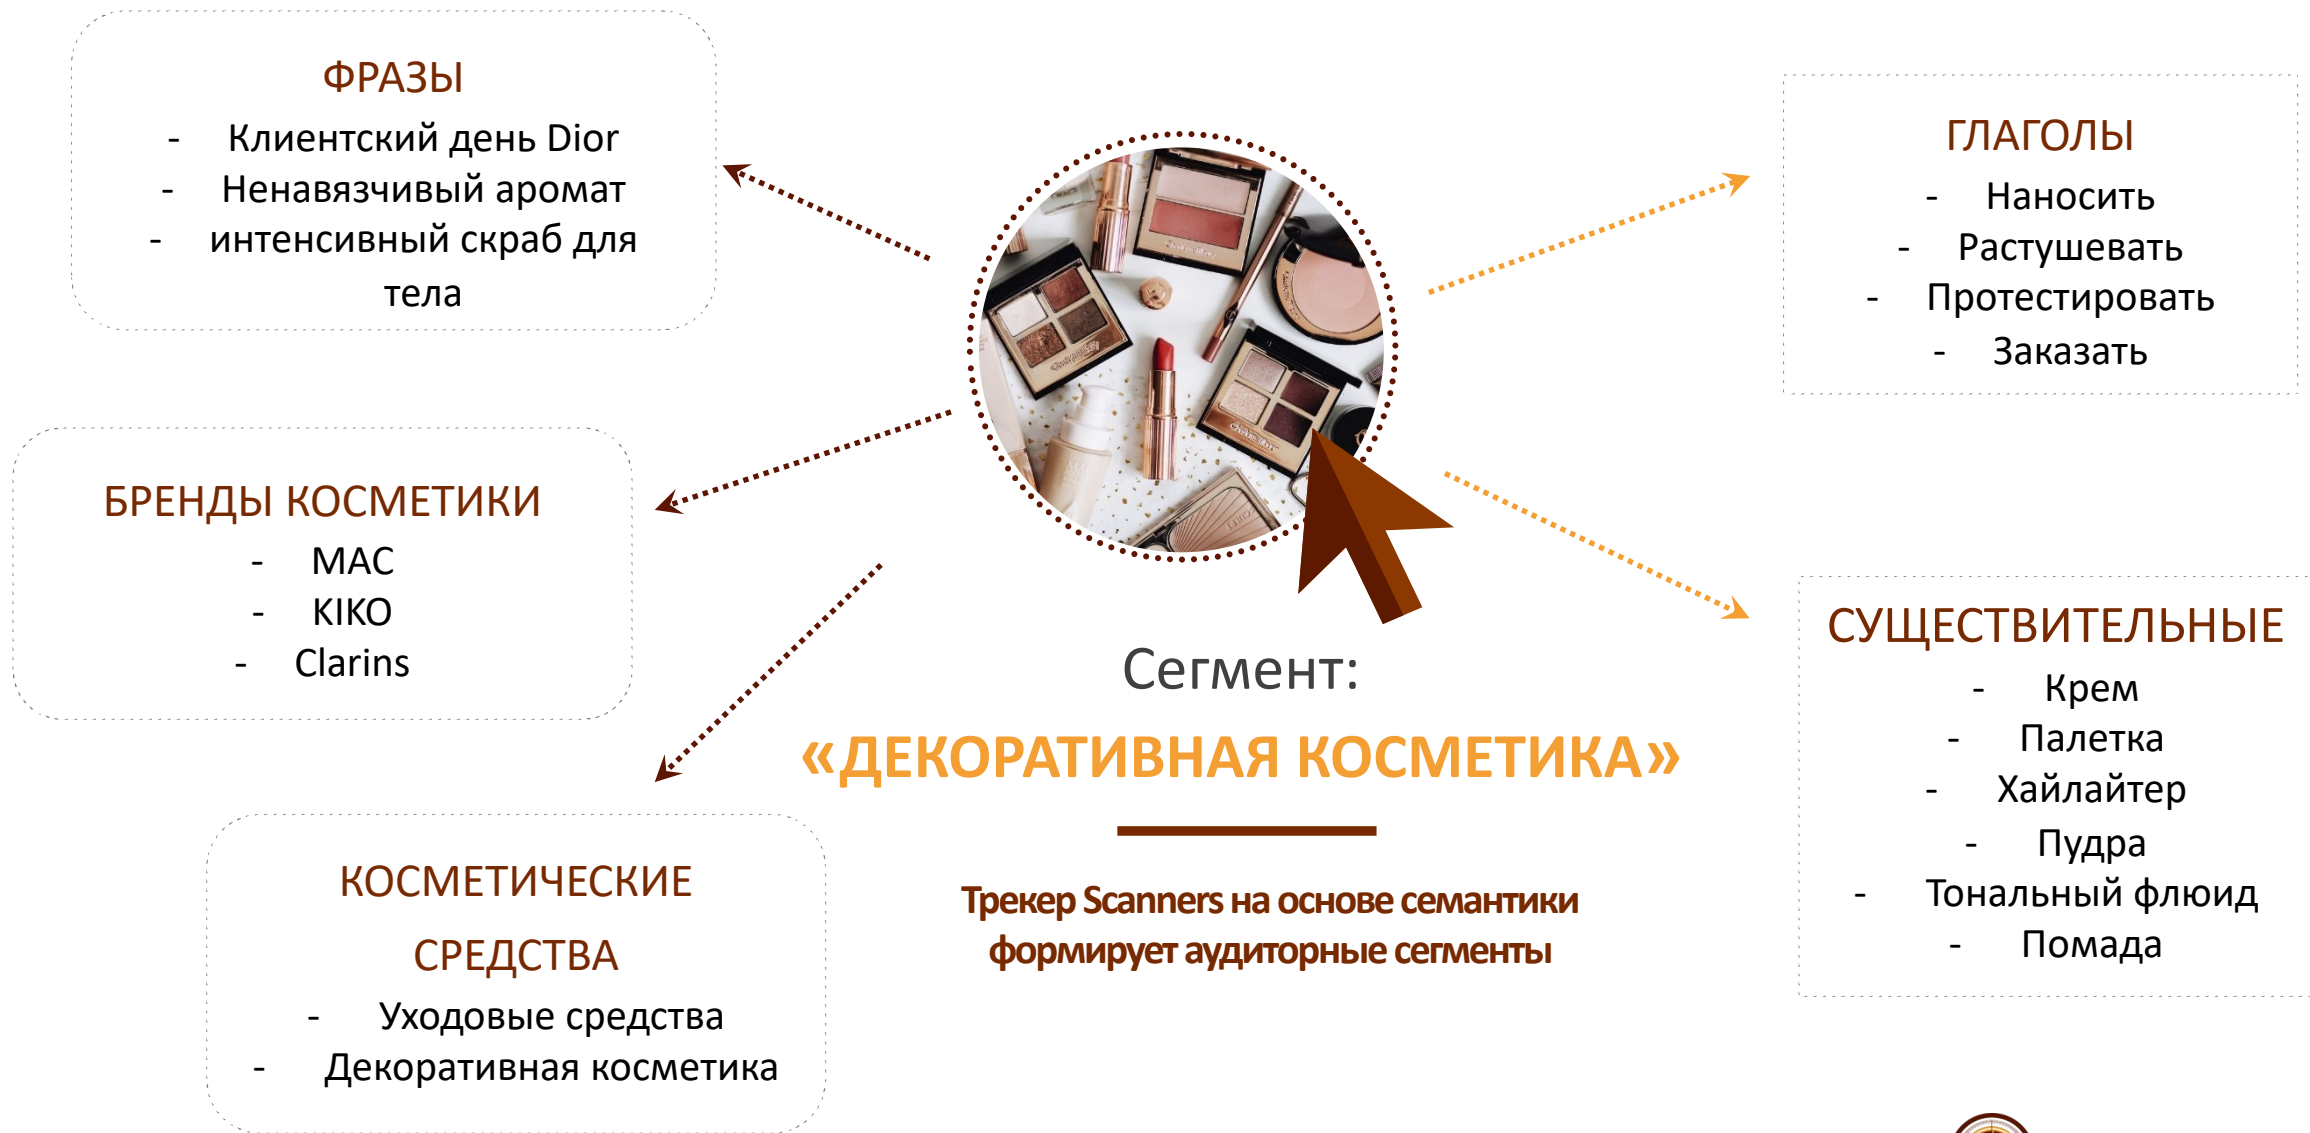 ФРАЗЫ
- Клиентский день Dior
- Ненавязчивый аромат
- интенсивный скраб для
тела
БРЕНДЫ КОСМЕТИКИ
- MAC
- KIKO
- Clarins
КОСМЕТИЧЕСКИЕ
СРЕДСТВА
- Уходовые средства
- Декоративная косметика
Сегмент:
«ДЕКОРАТИВНАЯ КОСМЕТИКА»
Трекер Scanners на основе семантики
формирует аудиторные сегменты
ГЛАГОЛЫ
- Наносить
- Растушевать
- Протестировать
- Заказать
СУЩЕСТВИТЕЛЬНЫЕ
- Крем
- Палетка
- Хайлайтер
- Пудра
- Тональный флюид
- Помада